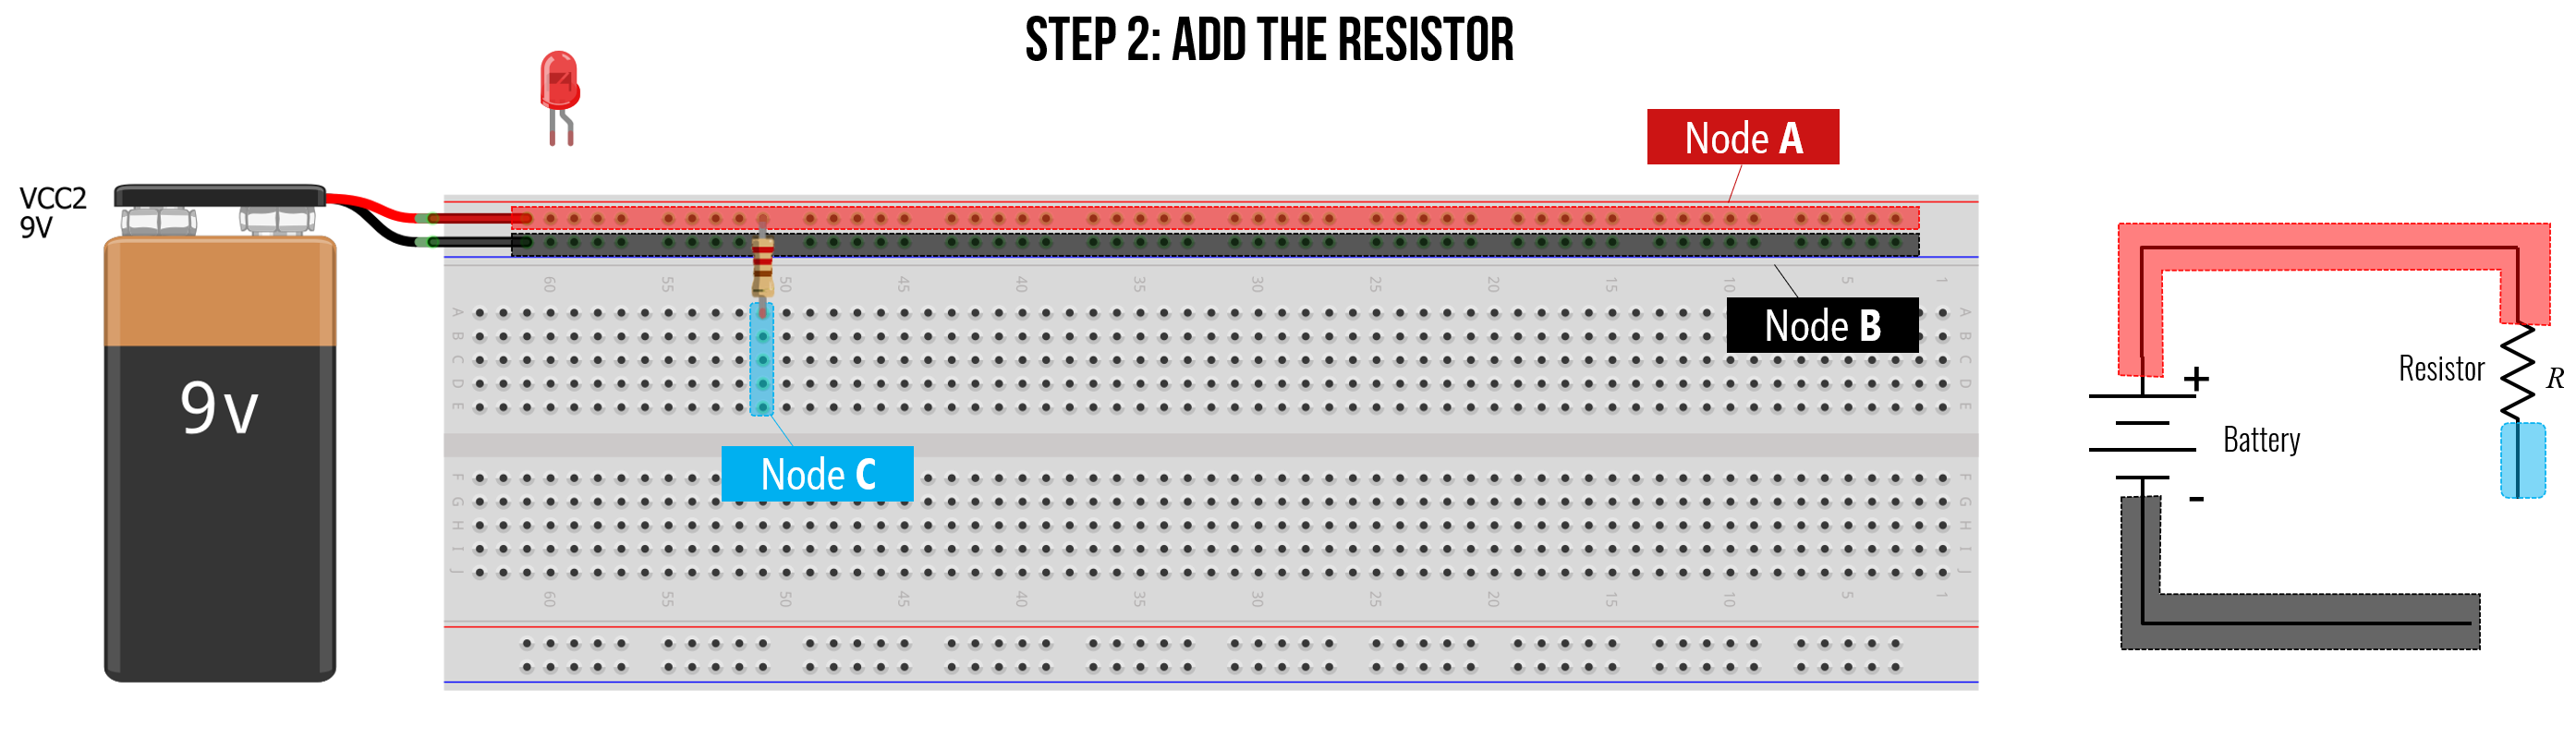 STEP 2: ADD THE RESISTOR
Node A
VCC2
9V
60 55 50 45 40 35 30 25 20 15 10 5 1
A A
B B
C C
D D
E E
Node B
9v
Node C
F F
G G
H H
I I
J J
60 55 50 45 40 35 30 25 20 15 10 5 1
+
Resistor R
Battery
-